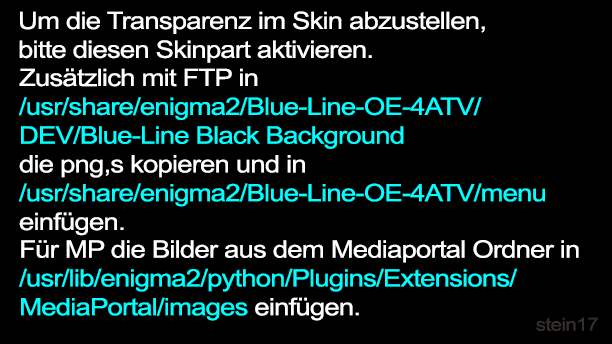 Um die Transparenz im Skin abzustellen,
bitte diesen Skinpart aktivieren.
Zusätzlich mit FTP in
/usr/share/enigma2/Blue-Line-OE-4ATV/
DEV/Blue-Line Black Background
die png,s kopieren und in
/usr/share/enigma2/Blue-Line-OE-4ATV/menu
einfügen.
Für MP die Bilder aus dem Mediaportal Ordner in
/usr/lib/enigma2/python/Plugins/Extensions/
MediaPortal/images einfügen.
stein17